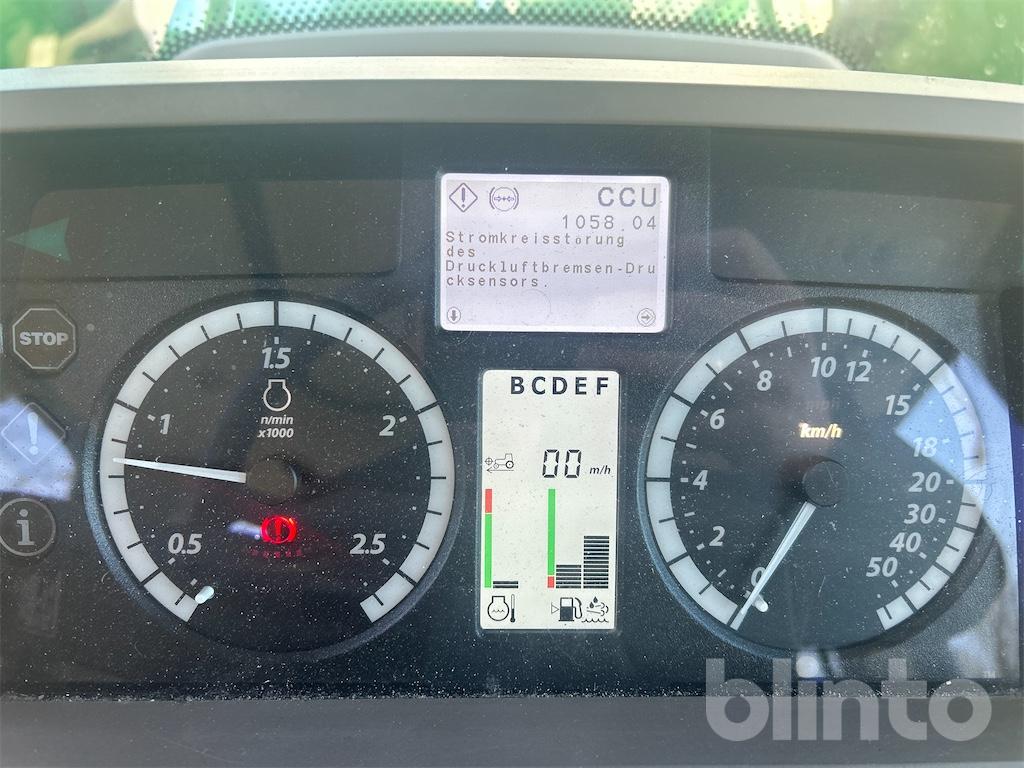 CCU
1058.04
Stromkreisstörung
des
Druckluftbremsen-Dru
cksensors.
STOP
0.5
1
1.5
2
2.5
n/min
x1000
BCDEF
00 m/h
0
2
4
6
8
10
12
15
18
20
30
40
50
km/h
blinto